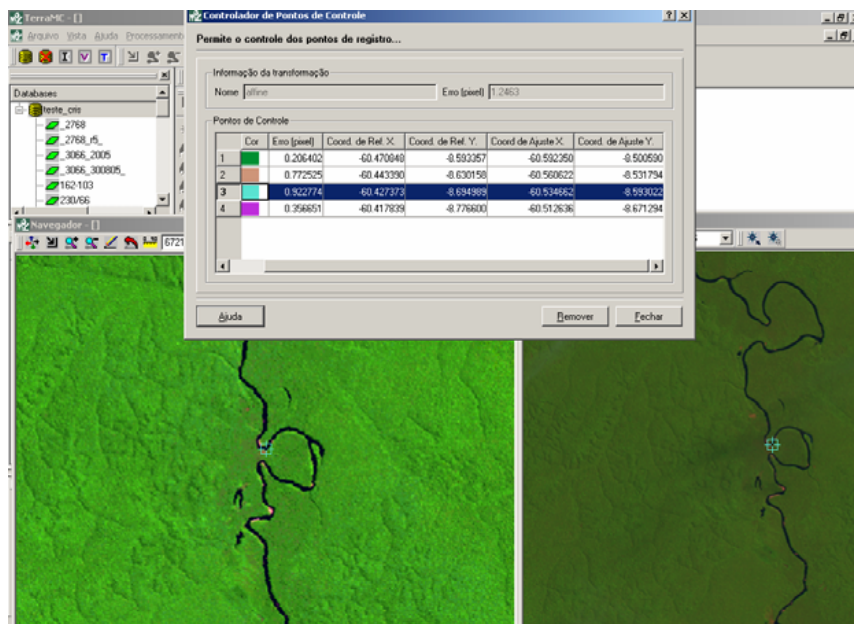 TerraMC - []
Controlador de Pontos de Controle
Arquivo Vista Ajuda Processamento
Permite o controle dos pontos de registro...
Databases
teste_cris
_2768
_2768_r5_
_3066_2005
_3066_300805_
162-103
230/66
Informação da transformação
Nome affine Erro (pixel) 1.2463
Pontos de Controle
Cor Erro (pixel) Coord. de Ref. X. Coord. de Ref. Y. Coord de Ajuste X. Coord. de Ajuste Y.
1 0.206402 -60.470848 -8.593357 -60.592350 -8.500590
2 0.772525 -60.443390 -8.630158 -60.560622 -8.531794
3 0.922774 -60.427373 -8.694989 -60.534662 -8.593022
4 0.356651 -60.417839 -8.776600 -60.512636 -8.671294
Ajuda Remover Fechar
Navegador - []
6721